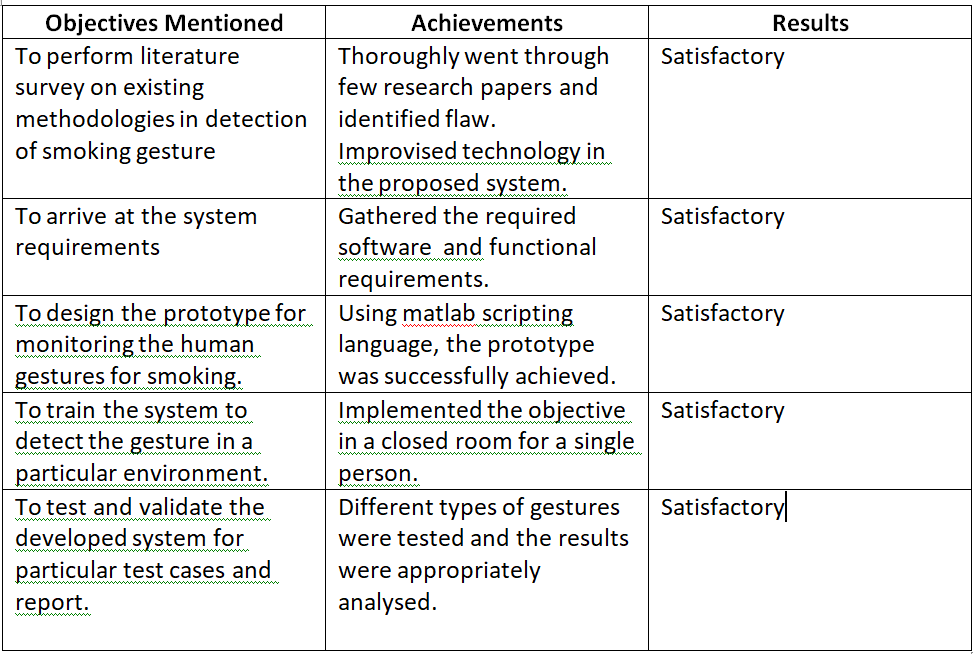 Objectives Mentioned
Achievements
Results
To perform literature
survey on existing
methodologies in detection
of smoking gesture
Thoroughly went through
few research papers and
identified flaw.
Improvised technology in
the proposed system.
Satisfactory
To arrive at the system
requirements
Gathered the required
software  and functional
requirements.
Satisfactory
To design the prototype for
monitoring the human
gestures for smoking.
Using matlab scripting
language, the prototype
was successfully achieved.
Satisfactory
To train the system to
detect the gesture in a
particular environment.
Implemented the objective
in a closed room for a single
person.
Satisfactory
To test and validate the
developed system for
particular test cases and
report.
Different types of gestures
were tested and the results
were appropriately
analysed.
Satisfactory